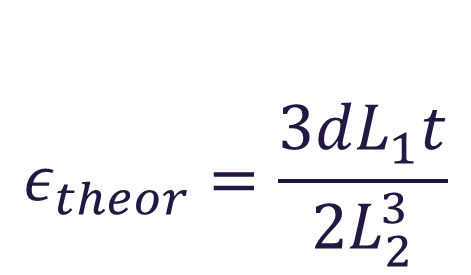 ϵ_theor = 3dL₁t / 2L₂³